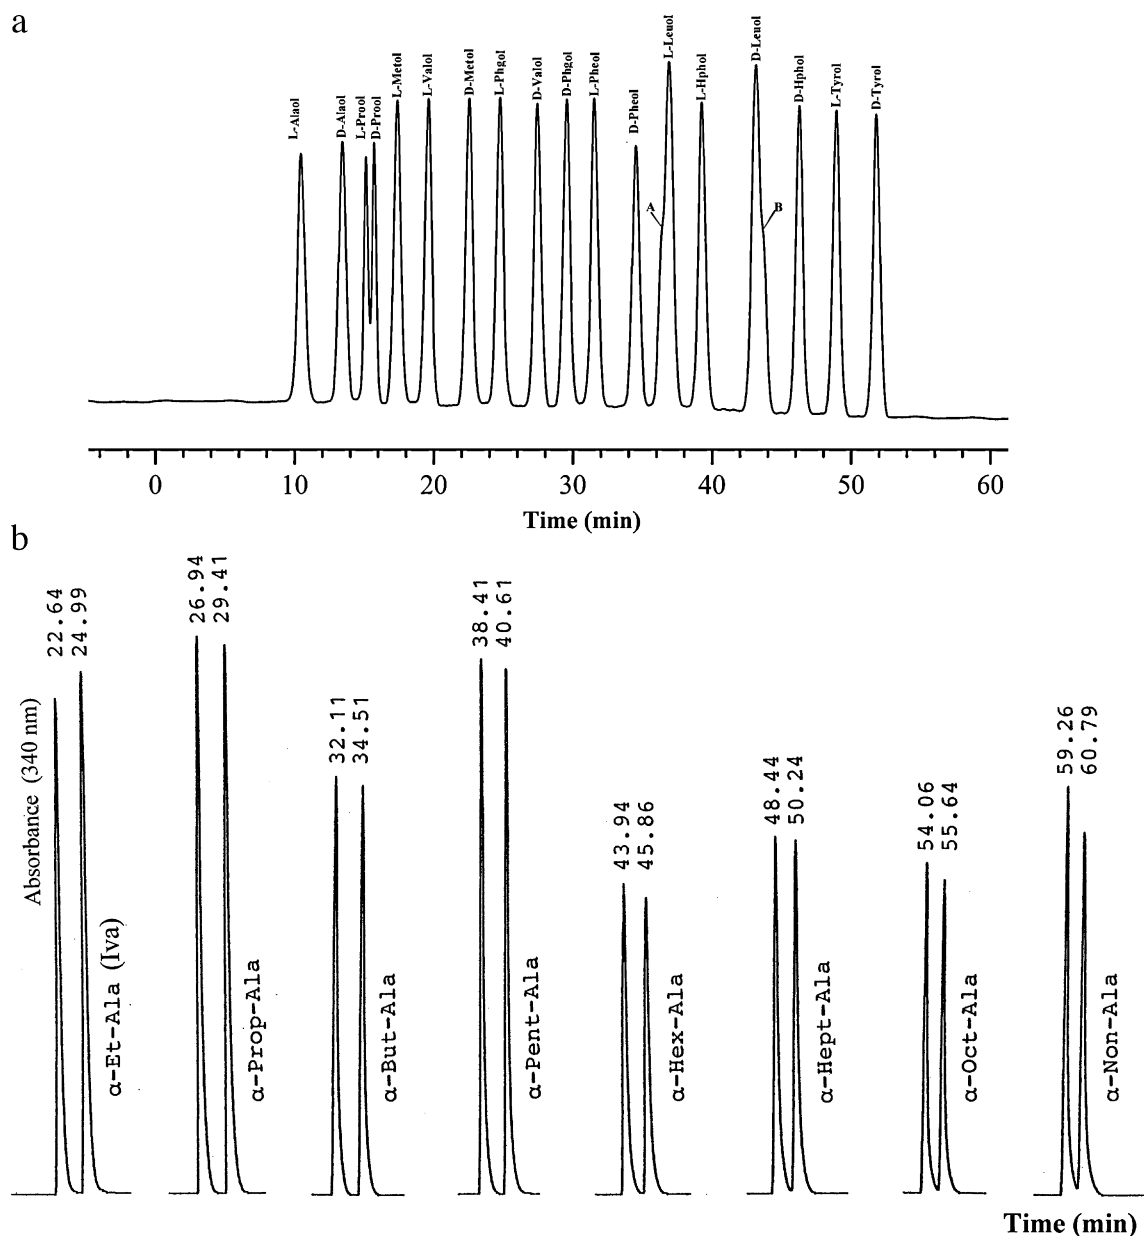 a
L-Alaol
D-Alaol
L-Prool
D-Prool
L-Metol
L-Valol
D-Metol
L-Phgol
D-Valol
D-Phgol
L-Pheol
D-Pheol
L-Leuol
L-Hphol
D-Leuol
D-Hphol
L-Tyrol
D-Tyrol
A
B
0 10 20 30 40 50 60
Time (min)
b
Absorbance (340 nm)
22.64
24.99
α-Et-Ala (Iva)
26.94
29.41
α-Prop-Ala
32.11
34.51
α-But-Ala
38.41
40.61
α-Pent-Ala
43.94
45.86
α-Hex-Ala
48.44
50.24
α-Hept-Ala
54.06
55.64
α-Oct-Ala
59.26
60.79
α-Non-Ala
Time (min)